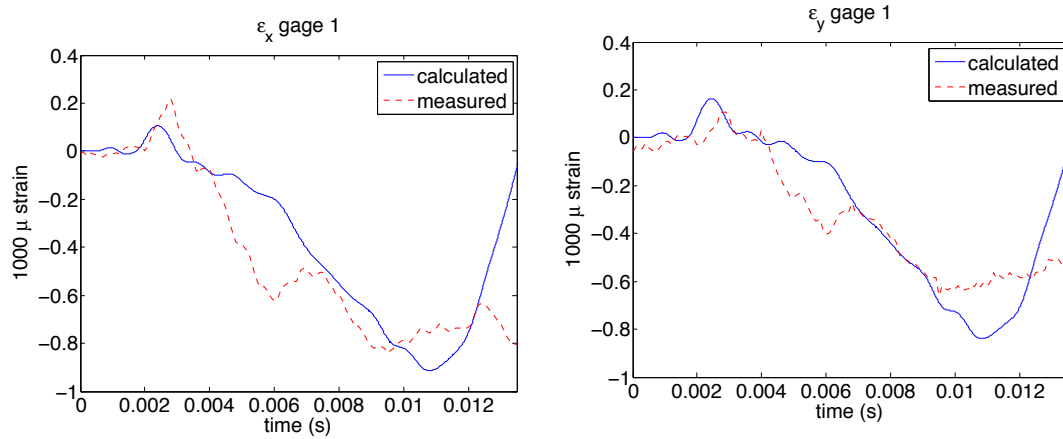 ε_x gage 1
calculated
measured
0.4
0.2
0
−0.2
−0.4
−0.6
−0.8
−1
1000 μ strain
0 0.002 0.004 0.006 0.008 0.01 0.012
time (s)
ε_y gage 1
calculated
measured
0.4
0.2
0
−0.2
−0.4
−0.6
−0.8
−1
1000 μ strain
0 0.002 0.004 0.006 0.008 0.01 0.012
time (s)